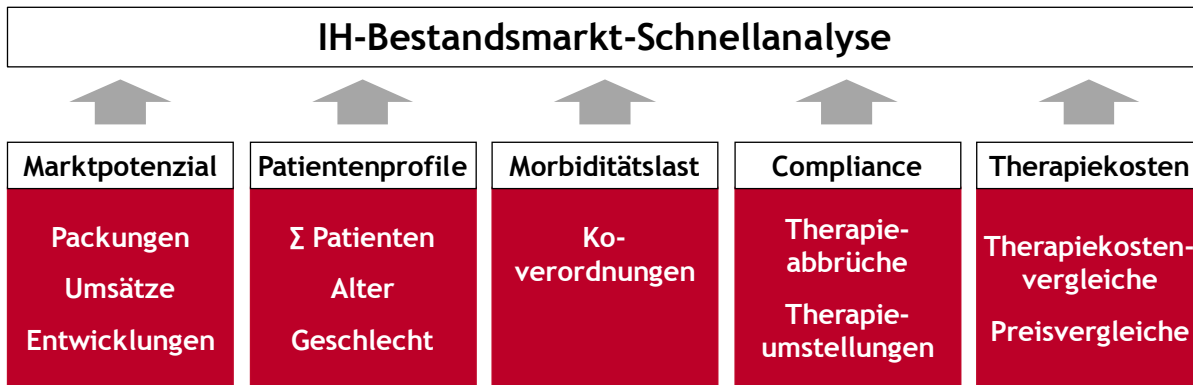 IH-Bestandsmarkt-Schnellanalyse
Marktpotenzial
Packungen
Umsätze
Entwicklungen
Patientenprofile
Σ Patienten
Alter
Geschlecht
Morbiditätslast
Ko-
verordnungen
Compliance
Therapie-
abbrüche
Therapie-
umstellungen
Therapiekosten
Therapiekosten-
vergleiche
Preisvergleiche